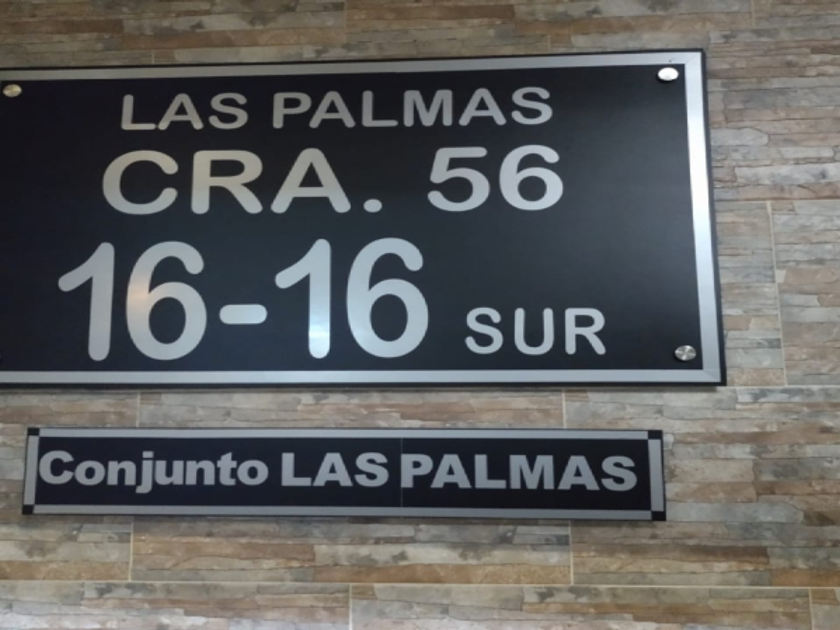 LAS PALMAS
CRA. 56
16-16 SUR
Conjunto LAS PALMAS